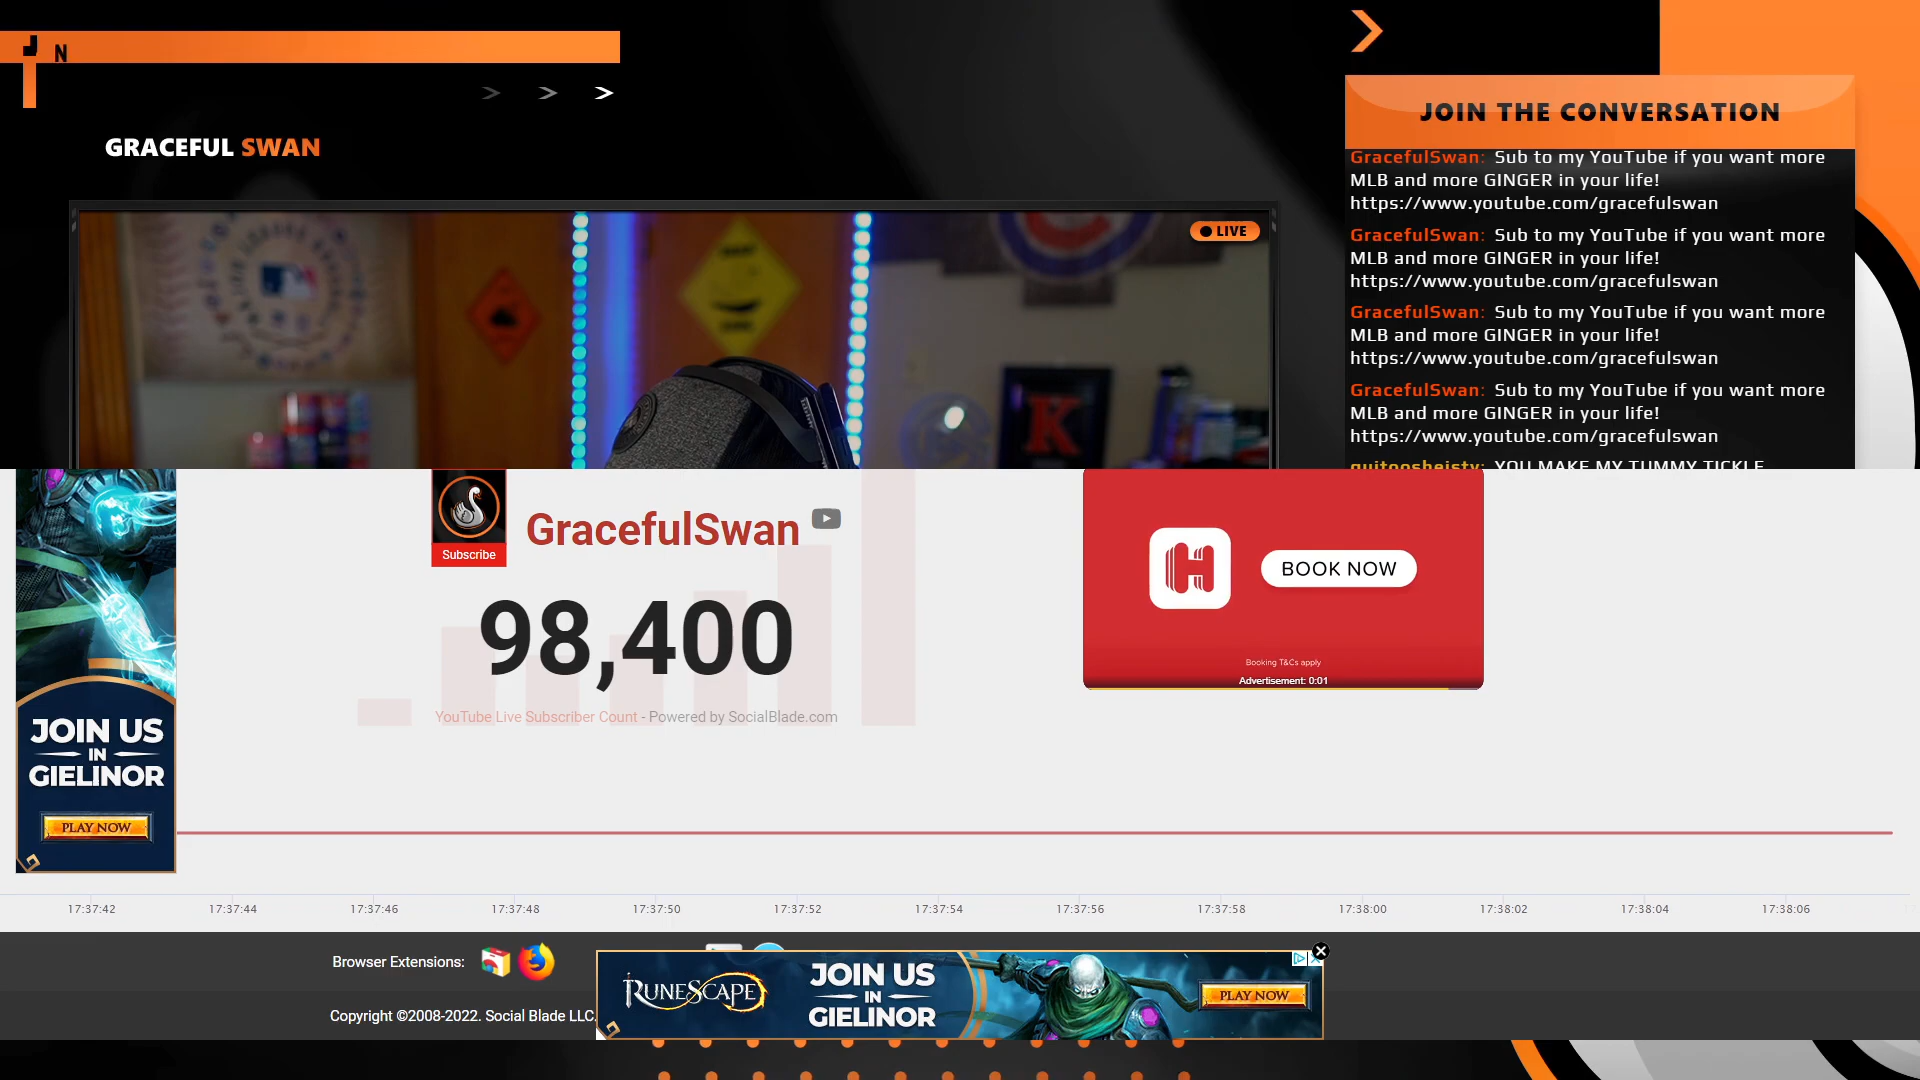 J N
GRACEFUL SWAN
LIVE
K
JOIN THE CONVERSATION
GracefulSwan: Sub to my YouTube if you want more
MLB and more GINGER in your life!
https://www.youtube.com/gracefulswan
GracefulSwan: Sub to my YouTube if you want more
MLB and more GINGER in your life!
https://www.youtube.com/gracefulswan
GracefulSwan: Sub to my YouTube if you want more
MLB and more GINGER in your life!
https://www.youtube.com/gracefulswan
GracefulSwan: Sub to my YouTube if you want more
MLB and more GINGER in your life!
https://www.youtube.com/gracefulswan
YOU MAKE MY TUMMY TICKLE
Subscribe
GracefulSwan
98,400
YouTube Live Subscriber Count - Powered by SocialBlade.com
H
BOOK NOW
Booking T&Cs apply
Advertisement: 0:01
JOIN US
IN
GIELINOR
PLAY NOW
17:37:42 17:37:44 17:37:46 17:37:48 17:37:50 17:37:52 17:37:54 17:37:56 17:37:58 17:38:00 17:38:02 17:38:04 17:38:06
Browser Extensions:
Copyright ©2008-2022. Social Blade LLC.
RUNESCAPE
JOIN US
IN
GIELINOR
PLAY NOW